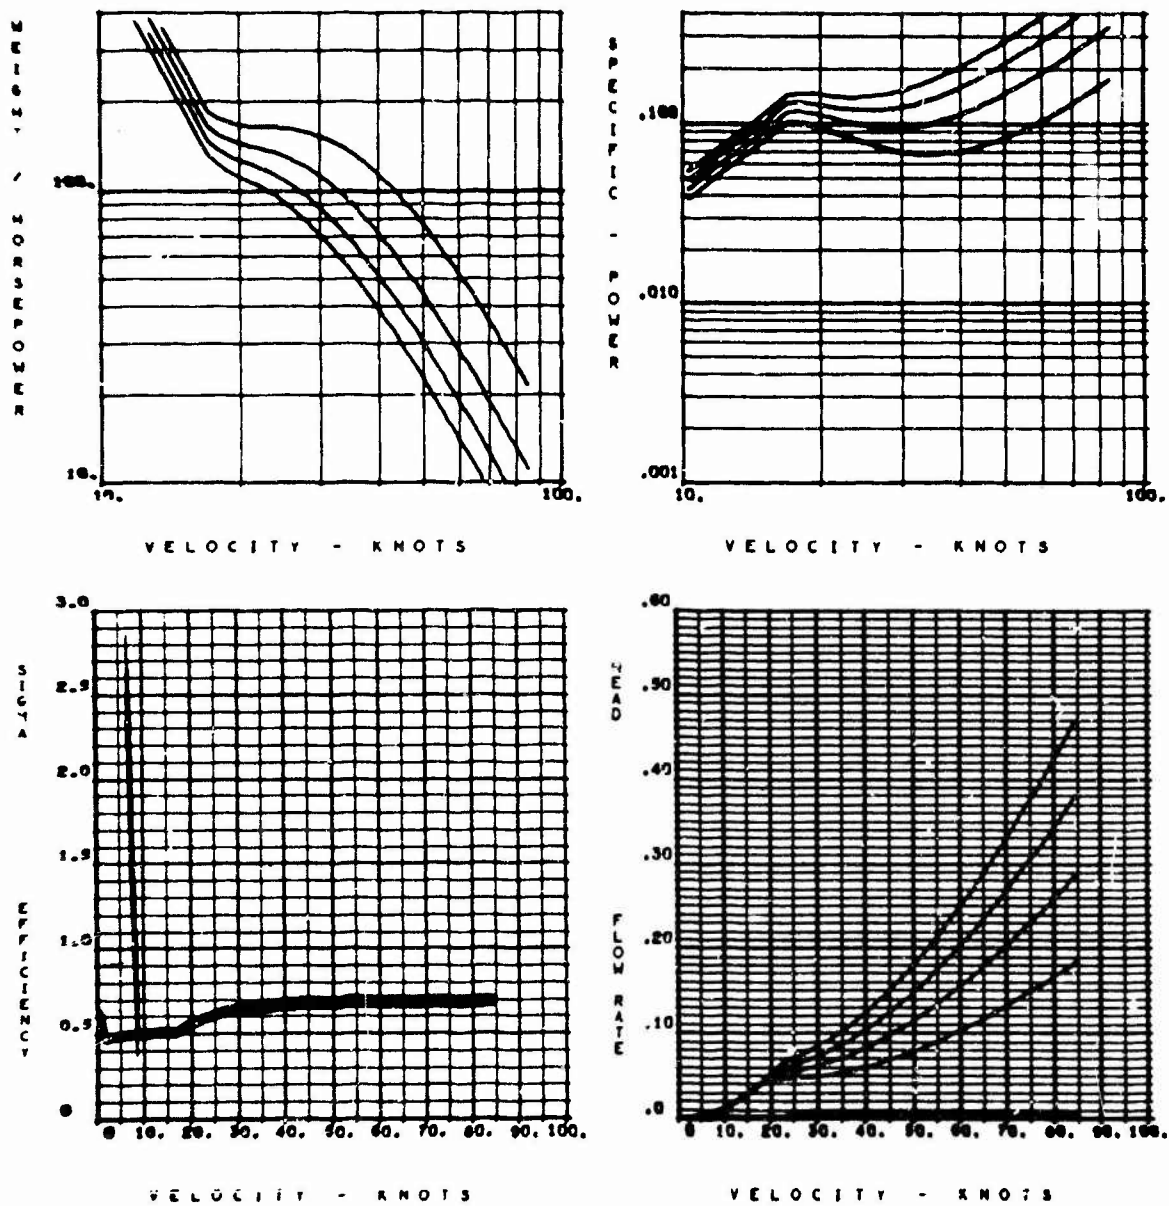 WEIGHT / HORSEPOWER
100.
10.
10. 100.
VELOCITY - KNOTS
SPECIFIC - POWER
.100
.010
.001
10. 100.
VELOCITY - KNOTS
SIGMA
EFFICIENCY
3.0
2.5
2.0
1.5
1.0
0.5
0
0 10. 20. 30. 40. 50. 60. 70. 80. 90. 100.
VELOCITY - KNOTS
HEAD
FLOW RATE
.60
.50
.40
.30
.20
.10
.0
0 10. 20. 30. 40. 50. 60. 70. 80. 90. 100.
VELOCITY - KNOTS